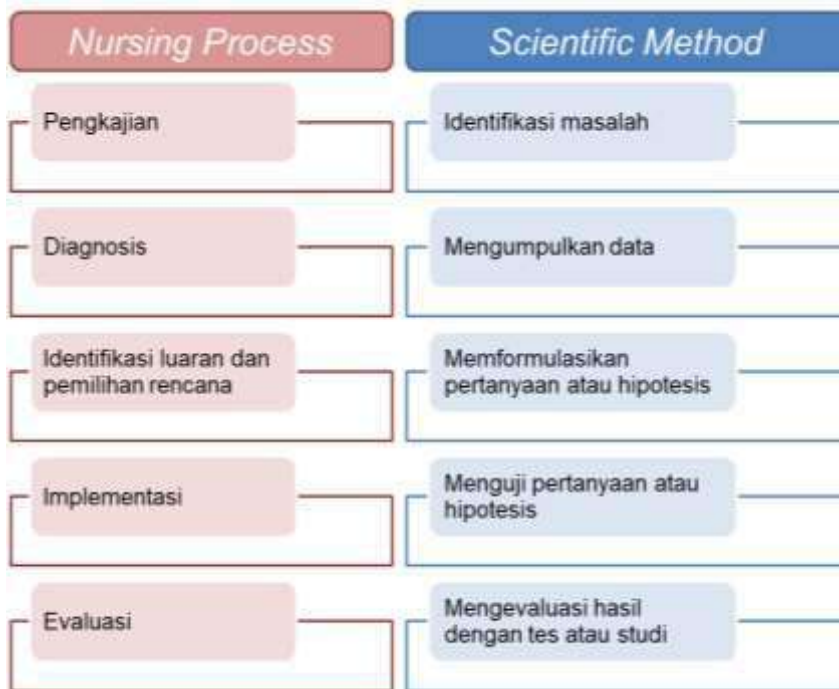 Nursing Process
Scientific Method
Pengkajian
Identifikasi masalah
Diagnosis
Mengumpulkan data
Identifikasi luaran dan
pemilihan rencana
Memformulasikan
pertanyaan atau hipotesis
Implementasi
Menguji pertanyaan atau
hipotesis
Evaluasi
Mengevaluasi hasil
dengan tes atau studi